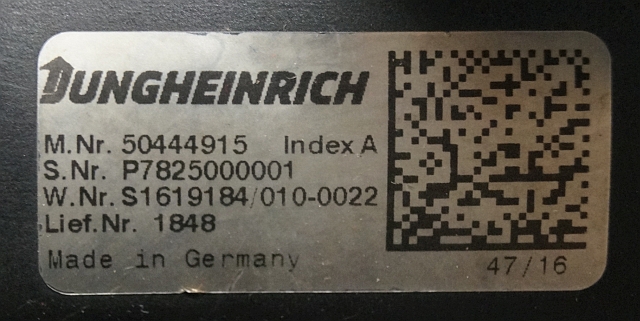 JUNGHEINRICH
M.Nr. 50444915 Index A
S.Nr. P7825000001
W.Nr. S1619184/010-0022
Lief.Nr. 1848
Made in Germany
47/16